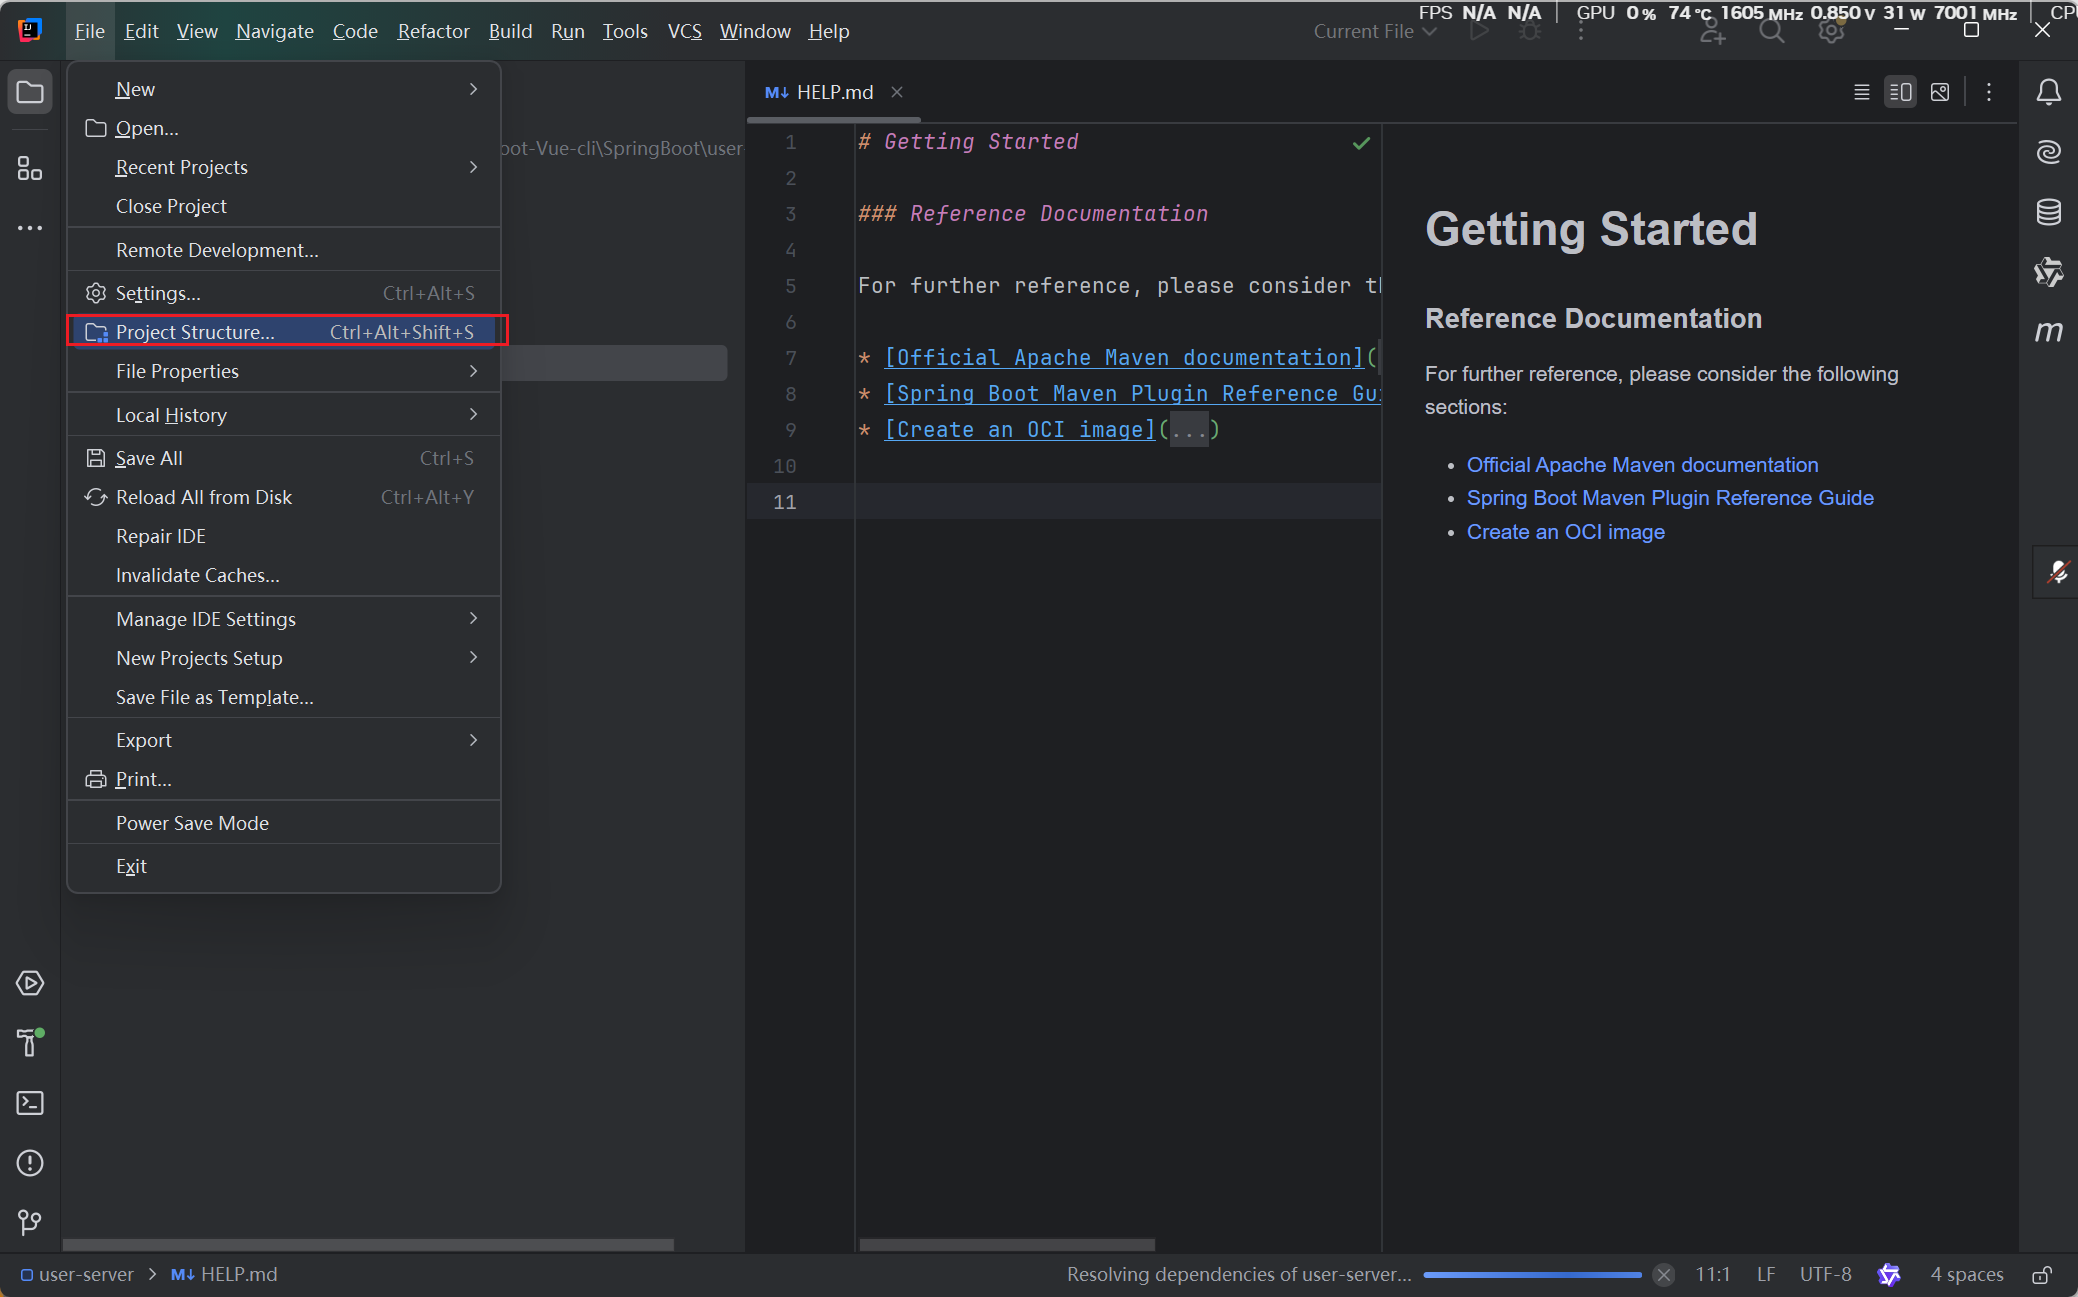 FPS N/A N/A GPU 0 % 74 °C 1605 MHz 0.850 V 31 W 7001 MHz
File Edit View Navigate Code Refactor Build Run Tools VCS Window Help
Current File
New
Open...
Recent Projects
Close Project
Remote Development...
Settings... Ctrl+Alt+S
Project Structure... Ctrl+Alt+Shift+S
File Properties
Local History
Save All Ctrl+S
Reload All from Disk Ctrl+Alt+Y
Repair IDE
Invalidate Caches...
Manage IDE Settings
New Projects Setup
Save File as Template...
Export
Print...
Power Save Mode
Exit
oot-Vue-cli\SpringBoot\user-
M↓ HELP.md
1 # Getting Started
2
3 ### Reference Documentation
4
5 For further reference, please consider th
6
7 * [Official Apache Maven documentation](
8 * [Spring Boot Maven Plugin Reference Gui
9 * [Create an OCI image](...)
10
11
Getting Started
Reference Documentation
For further reference, please consider the following
sections:
• Official Apache Maven documentation
• Spring Boot Maven Plugin Reference Guide
• Create an OCI image
m
user-server > M↓ HELP.md
Resolving dependencies of user-server... 11:1 LF UTF-8 4 spaces